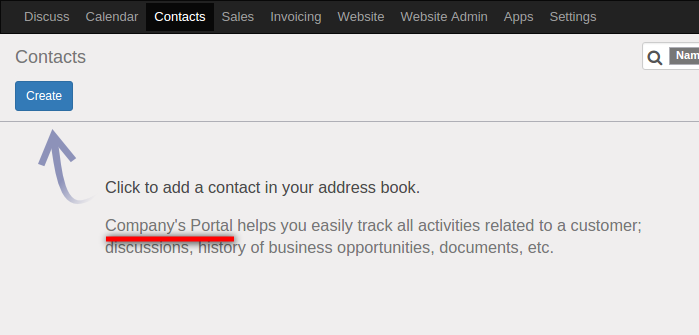 Discuss Calendar Contacts Sales Invoicing Website Website Admin Apps Settings
Contacts
Nam
Create
Click to add a contact in your address book.
Company's Portal helps you easily track all activities related to a customer;
discussions, history of business opportunities, documents, etc.